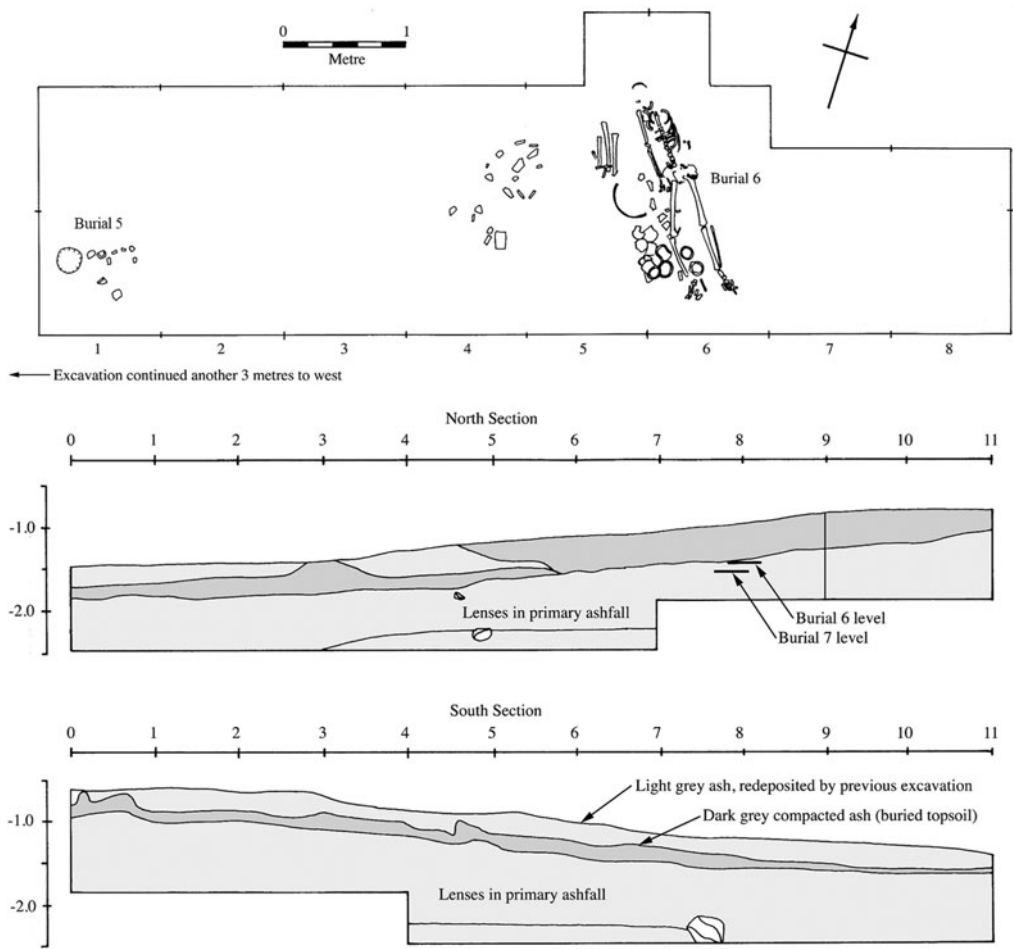 0 1
Metre
Burial 6
Burial 5
1 2 3 4 5 6 7 8
Excavation continued another 3 metres to west
North Section
0 1 2 3 4 5 6 7 8 9 10 11
-1.0
-2.0
Lenses in primary ashfall
Burial 6 level
Burial 7 level
South Section
0 1 2 3 4 5 6 7 8 9 10 11
Light grey ash, redeposited by previous excavation
-1.0
Dark grey compacted ash (buried topsoil)
-2.0
Lenses in primary ashfall